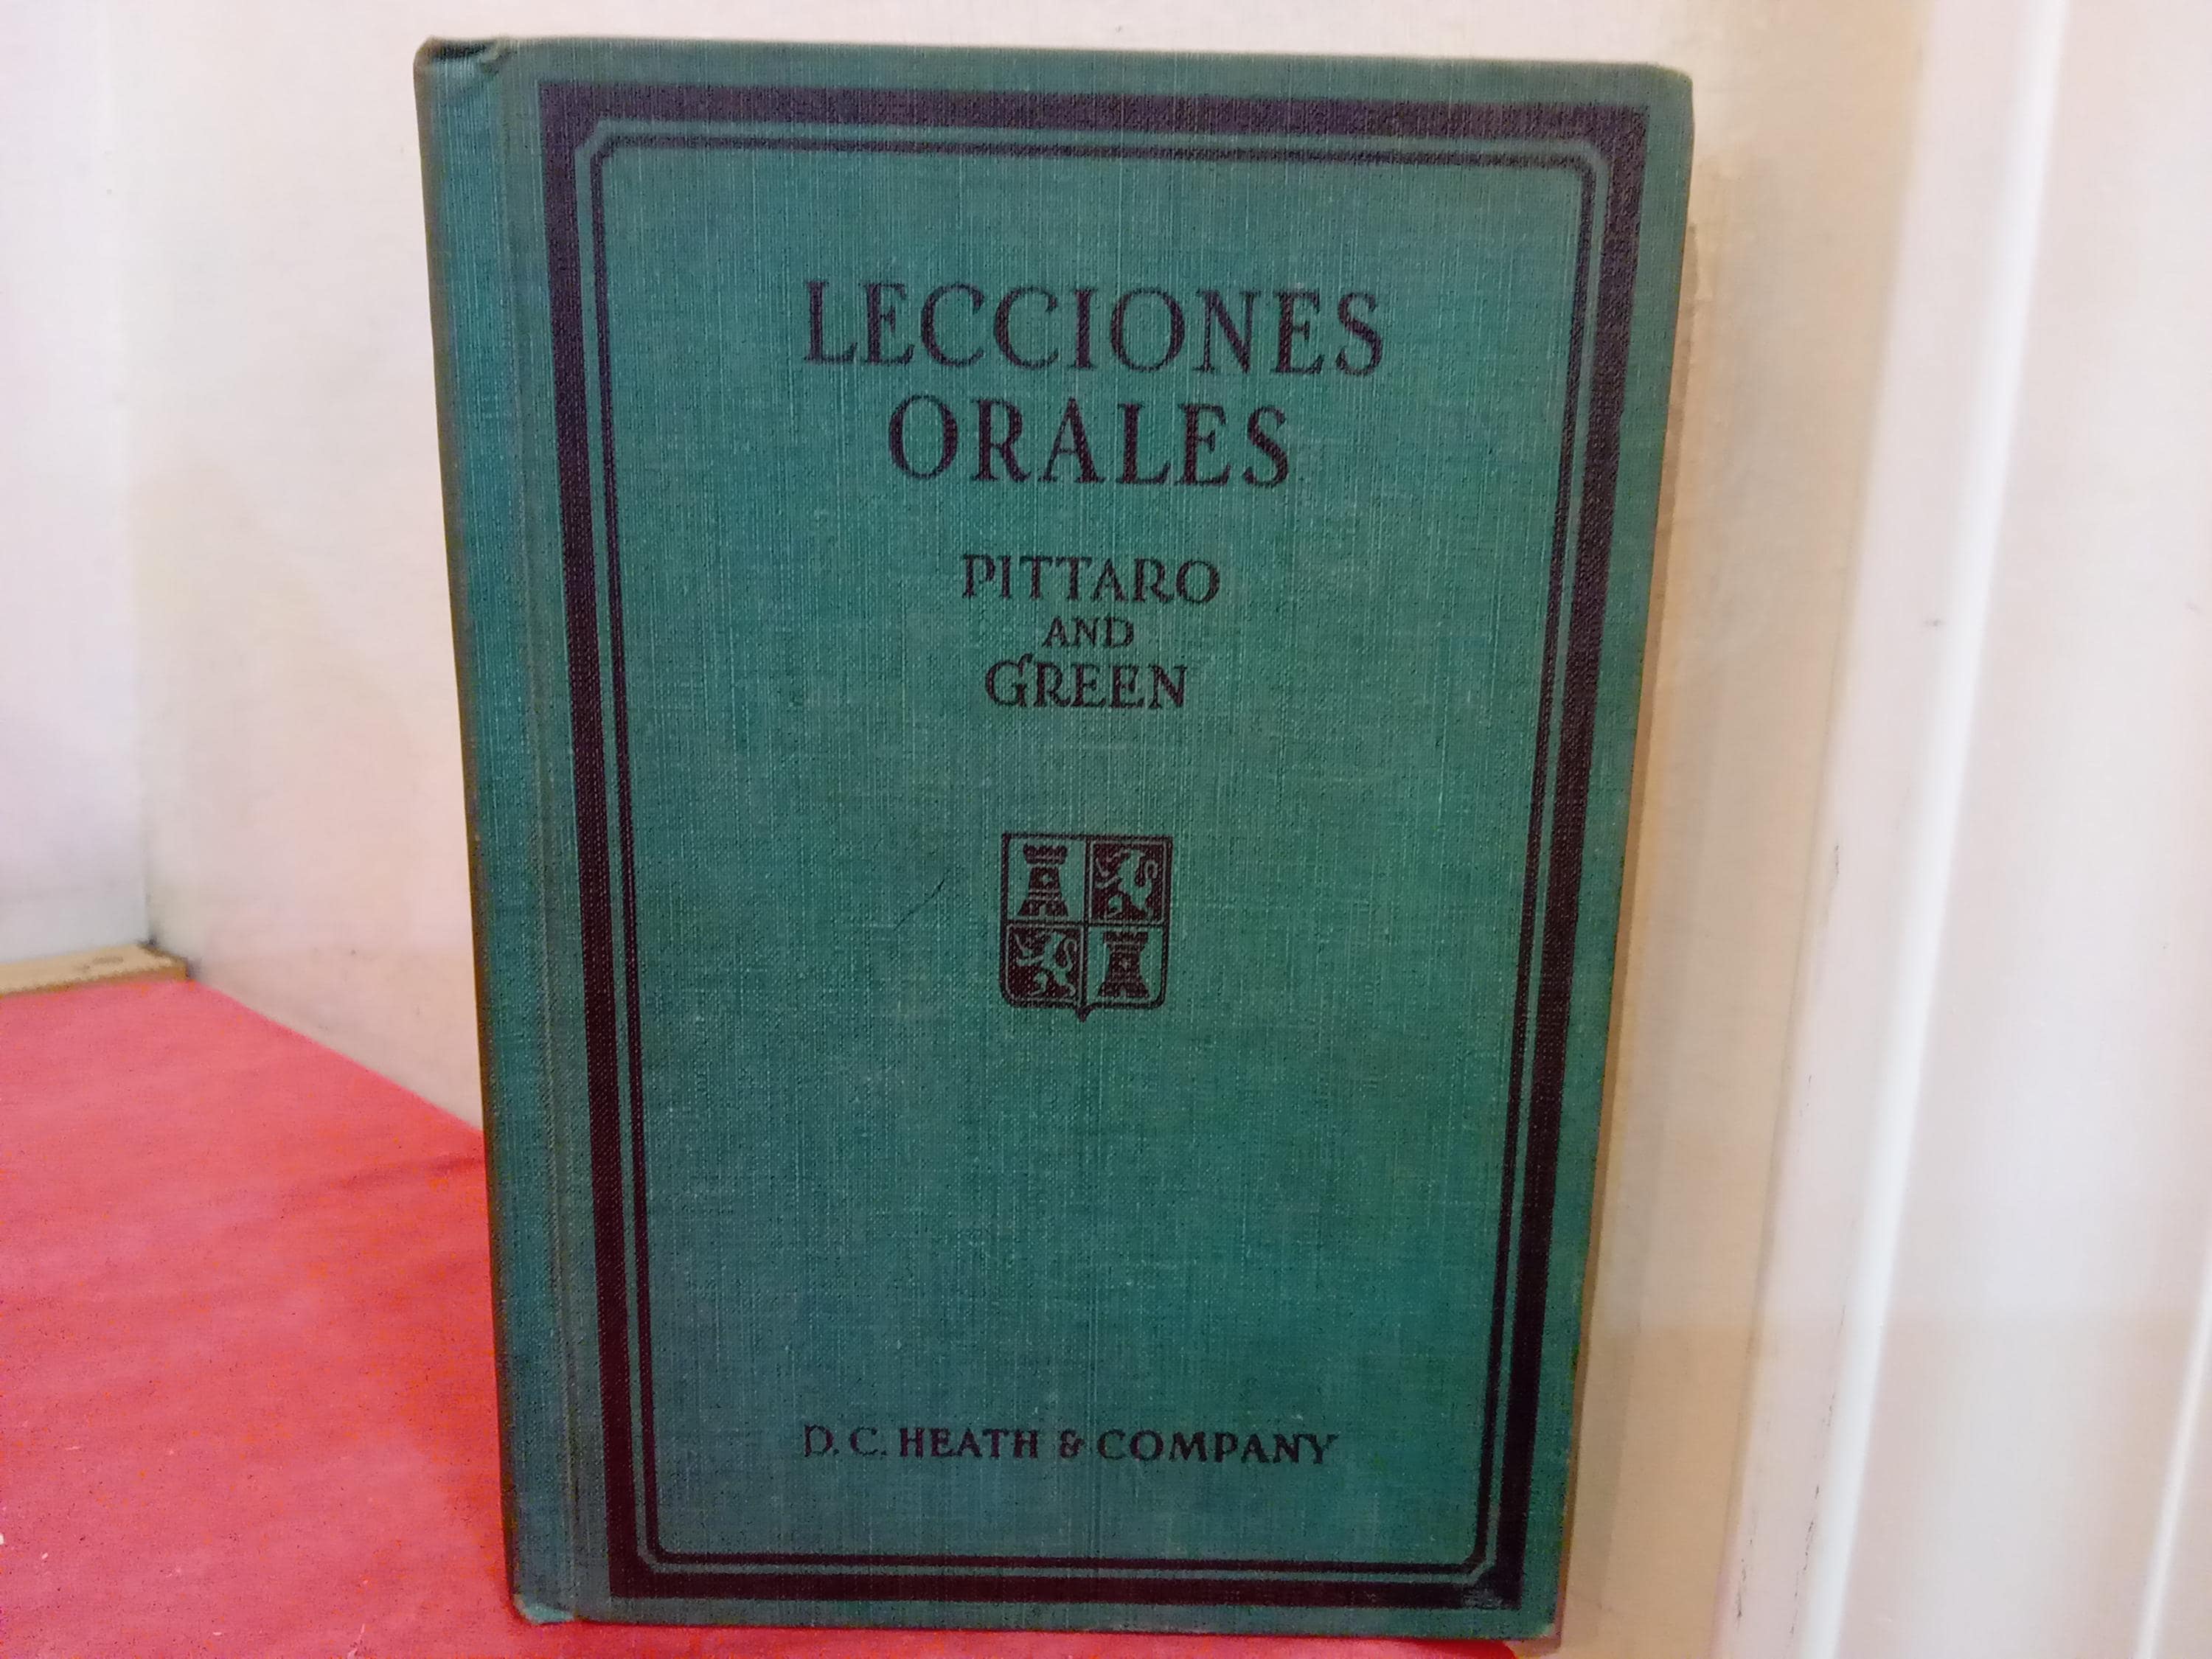 LECCIONES
ORALES
PITTARO
AND
GREEN
D. C. HEATH & COMPANY